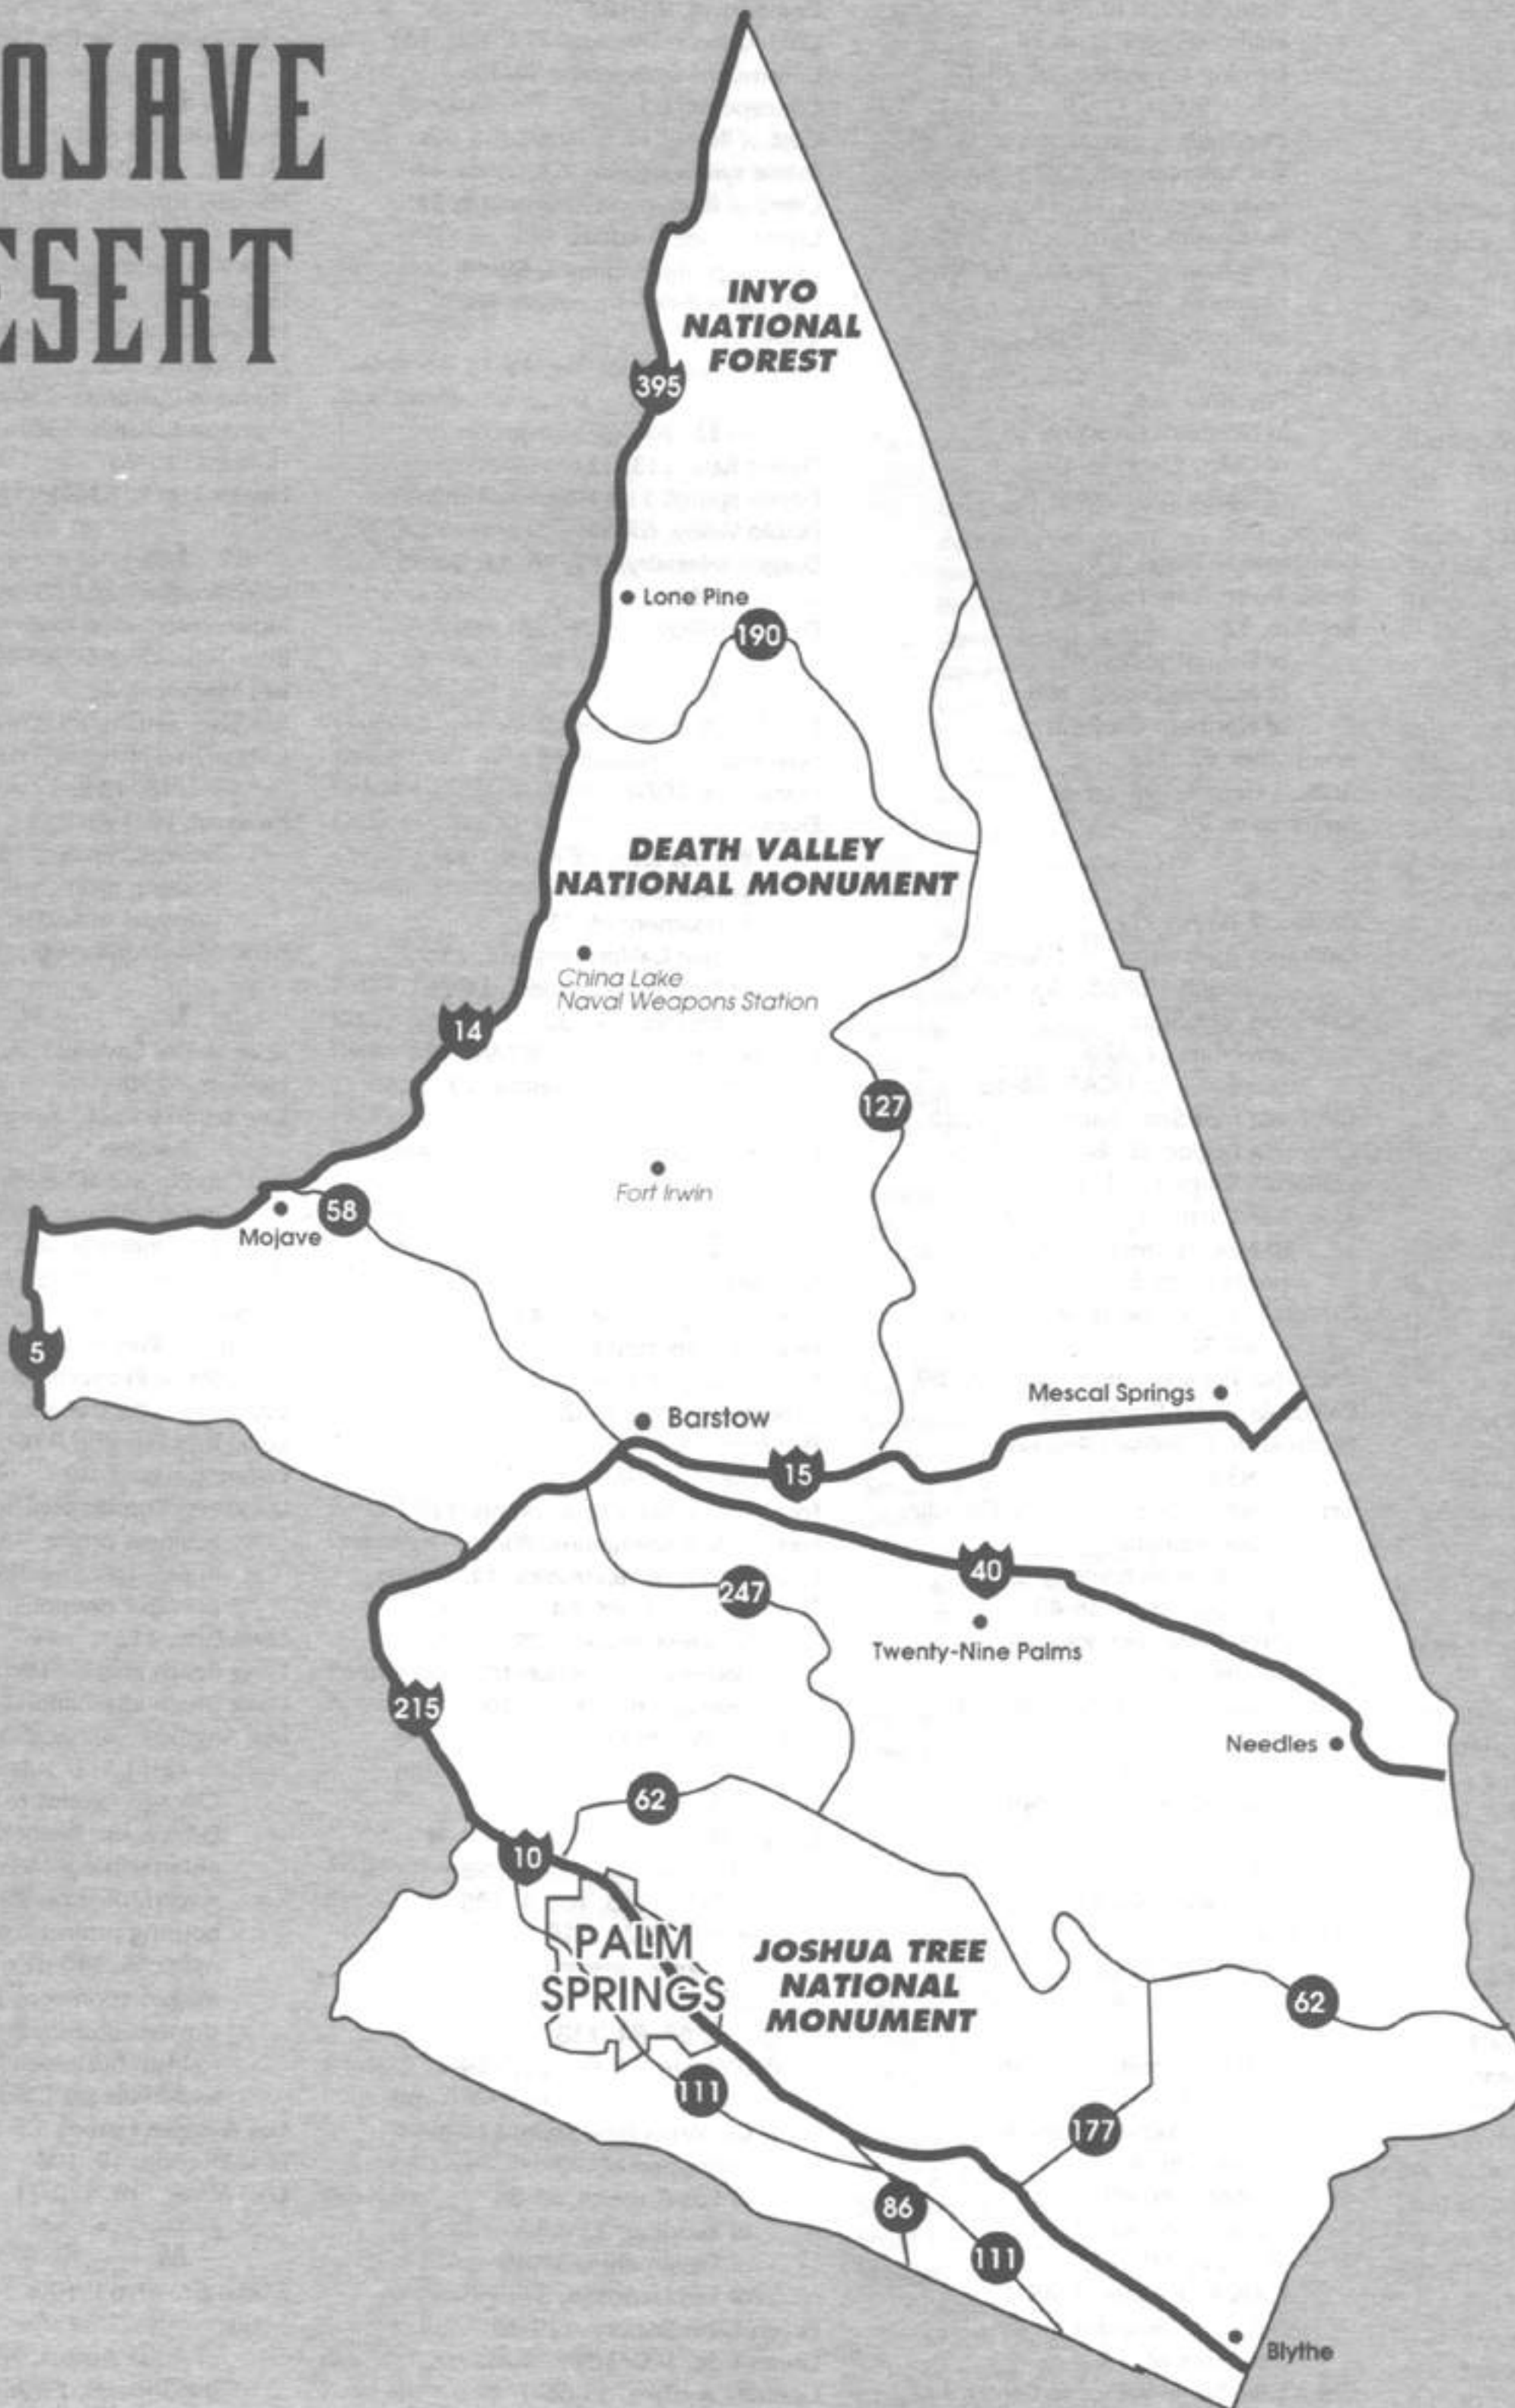 OJAVE
ESERT
INYO
NATIONAL
FOREST
395
Lone Pine
190
DEATH VALLEY
NATIONAL MONUMENT
China Lake
Naval Weapons Station
14
127
Fort Irwin
58
Mojave
5
Mescal Springs
Barstow
15
40
247
Twenty-Nine Palms
215
Needles
62
10
PALM
SPRINGS
JOSHUA TREE
NATIONAL
MONUMENT
62
111
177
86
111
Blythe